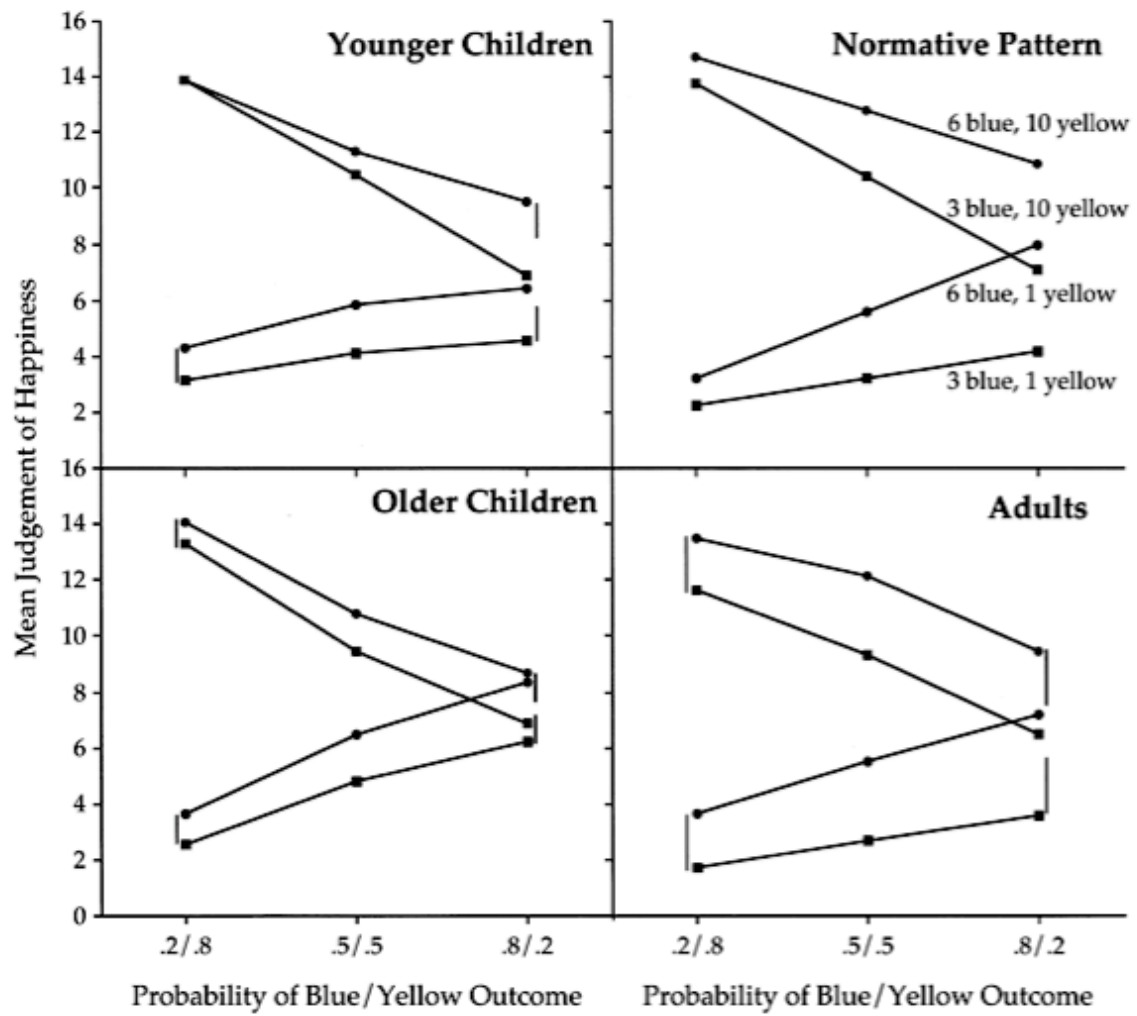 16
14
12
10
8
6
4
2
Younger Children
Normative Pattern
6 blue, 10 yellow
3 blue, 10 yellow
6 blue, 1 yellow
3 blue, 1 yellow
Mean Judgement of Happiness
16
14
12
10
8
6
4
2
0
Older Children
Adults
.2/.8 .5/.5 .8/.2 .2/.8 .5/.5 .8/.2
Probability of Blue/Yellow Outcome Probability of Blue/Yellow Outcome